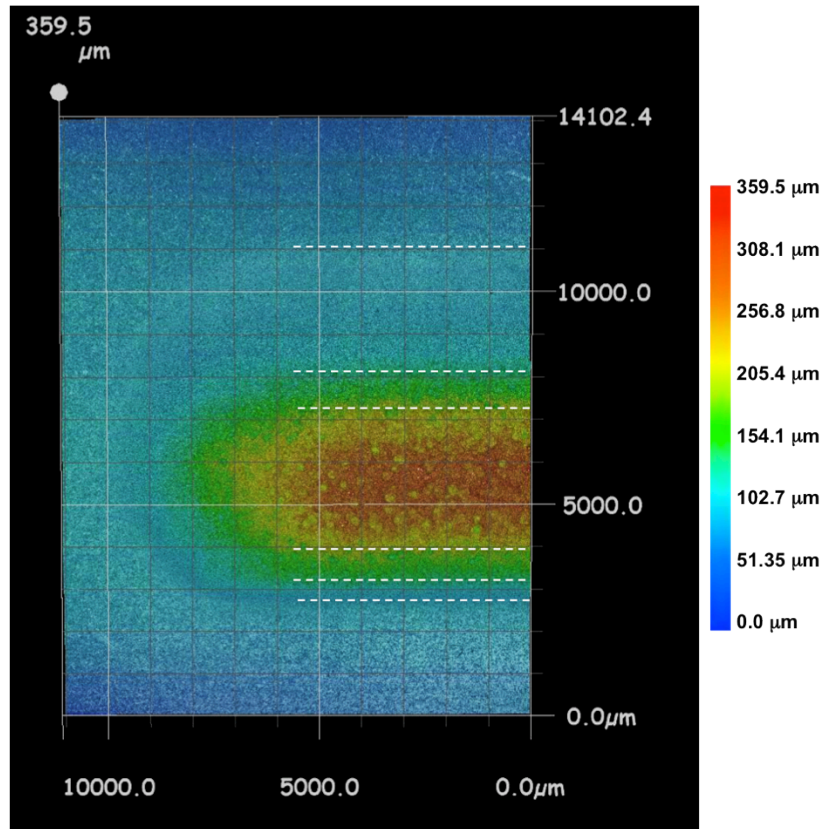 359.5
µm
14102.4
10000.0
5000.0
0.0µm
10000.0
5000.0
0.0µm
359.5 µm
308.1 µm
256.8 µm
205.4 µm
154.1 µm
102.7 µm
51.35 µm
0.0 µm